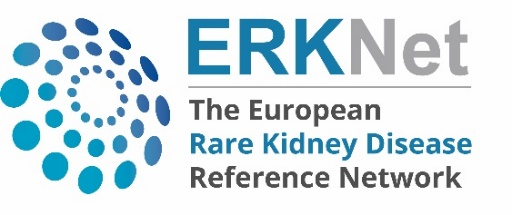 ERKNet
The European
Rare Kidney Disease
Reference Network